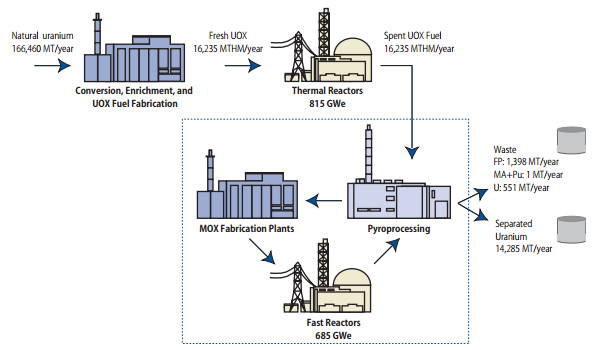 Natural uranium
166,460 MT/year
Fresh UOX
16,235 MTHM/year
Spent UOX Fuel
16,235 MTHM/year
Conversion, Enrichment, and
UOX Fuel Fabrication
Thermal Reactors
815 GWe
Waste
FP: 1,398 MT/year
MA+Pu: 1 MT/year
U: 551 MT/year
MOX Fabrication Plants
Pyroprocessing
Separated
Uranium
14,285 MT/year
Fast Reactors
685 GWe